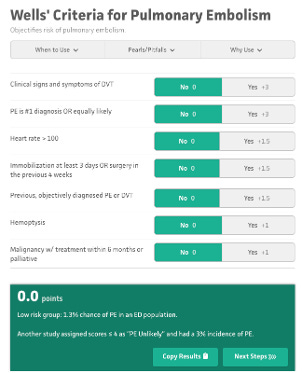 Wells' Criteria for Pulmonary Embolism
Objectifies risk of pulmonary embolism.
When to Use
Pearls/Pitfalls
Why Use
Clinical signs and symptoms of DVT
No 0
Yes +3
PE is #1 diagnosis OR equally likely
No 0
Yes +3
Heart rate > 100
No 0
Yes +1.5
Immobilization at least 3 days OR surgery in
the previous 4 weeks
No 0
Yes +1.5
Previous, objectively diagnosed PE or DVT
No 0
Yes +1.5
Hemoptysis
No 0
Yes +1
Malignancy w/ treatment within 6 months or
palliative
No 0
Yes +1
0.0 points
Low risk group: 1.3% chance of PE in an ED population.
Another study assigned scores ≤ 4 as "PE Unlikely" and had a 3% incidence of PE.
Copy Results
Next Steps